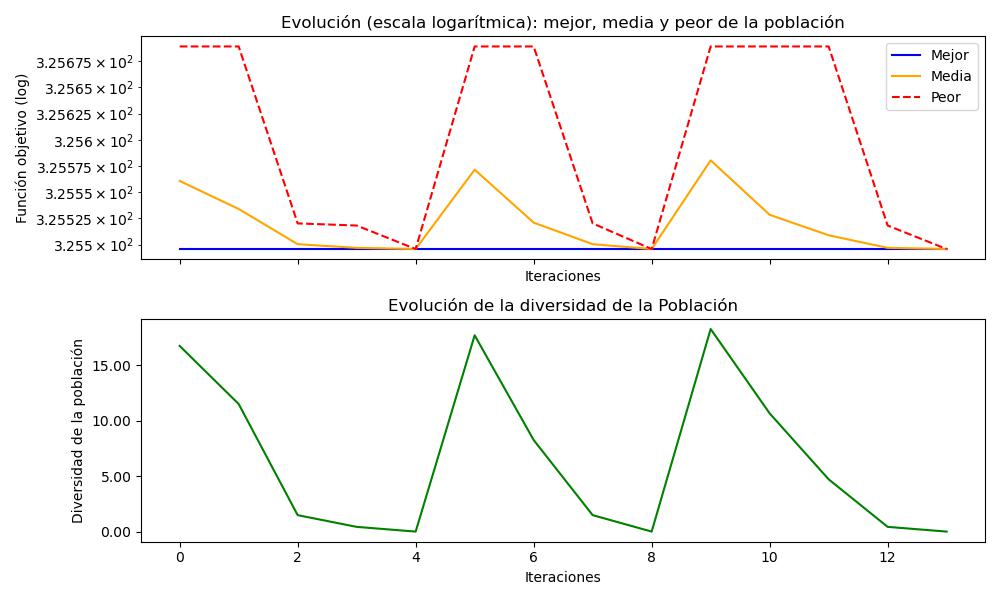 Evolución (escala logarítmica): mejor, media y peor de la población
Función objetivo (log)
3.25675 × 10²
3.2565 × 10²
3.25625 × 10²
3.256 × 10²
3.25575 × 10²
3.2555 × 10²
3.25525 × 10²
3.255 × 10²
Mejor
Media
Peor
Iteraciones
Evolución de la diversidad de la Población
Diversidad de la población
15.00
10.00
5.00
0.00
0 2 4 6 8 10 12
Iteraciones